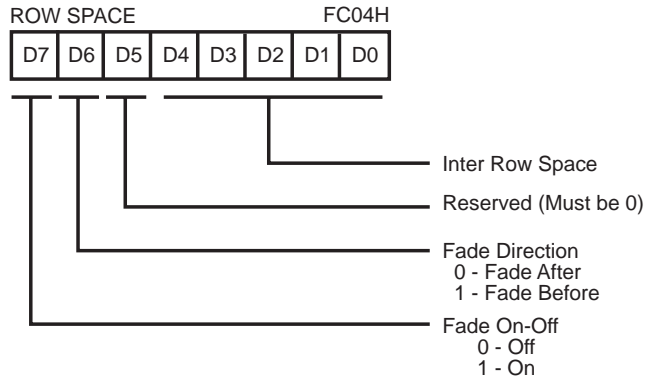 ROW SPACE FC04H
D7 D6 D5 D4 D3 D2 D1 D0
Inter Row Space
Reserved (Must be 0)
Fade Direction
0 - Fade After
1 - Fade Before
Fade On-Off
0 - Off
1 - On